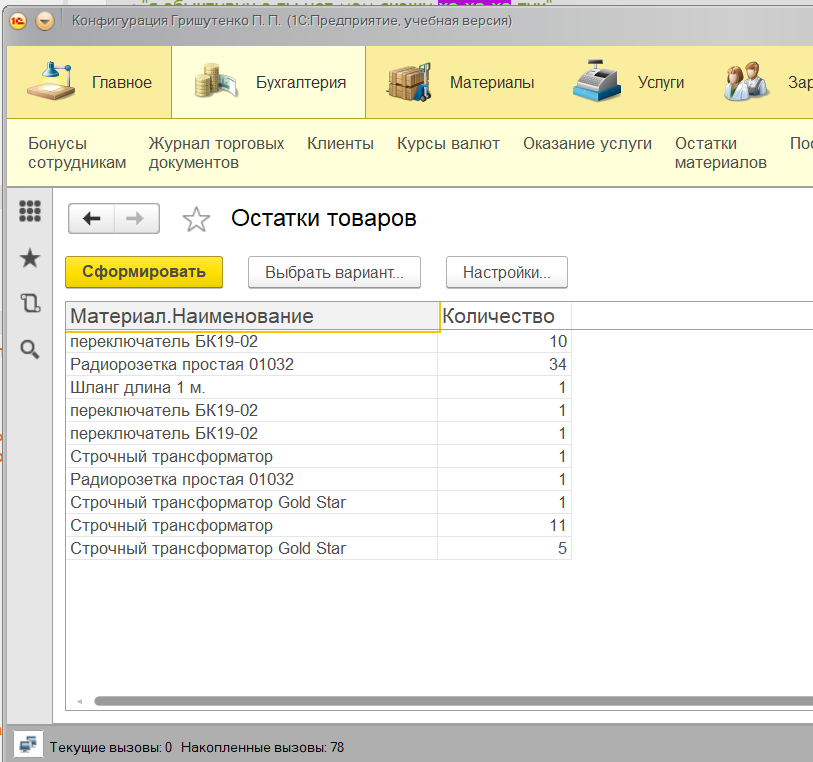 Конфигурация Гришутенко П. П. (1С:Предприятие, учебная версия)
Главное
Бухгалтерия
Материалы
Услуги
Зар
Бонусы
сотрудникам
Журнал торговых
документов
Клиенты
Курсы валют
Оказание услуги
Остатки
материалов
Пос
Остатки товаров
Сформировать
Выбрать вариант...
Настройки...
Материал.Наименование Количество
переключатель БК19-02 10
Радиорозетка простая 01032 34
Шланг длина 1 м. 1
переключатель БК19-02 1
переключатель БК19-02 1
Строчный трансформатор 1
Радиорозетка простая 01032 1
Строчный трансформатор Gold Star 1
Строчный трансформатор 11
Строчный трансформатор Gold Star 5
Текущие вызовы: 0 Накопленные вызовы: 78